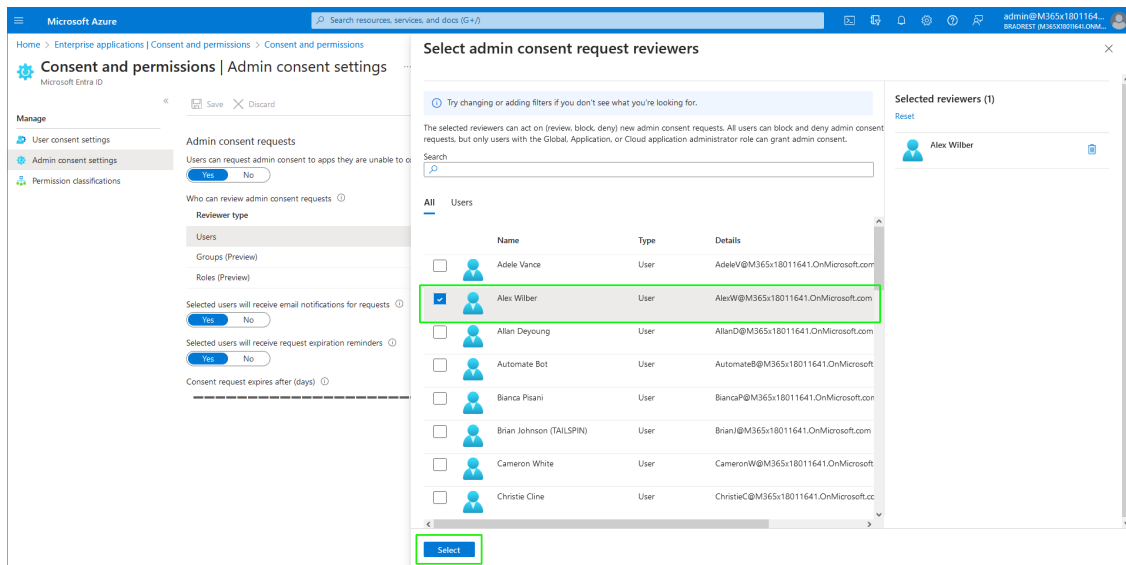 Microsoft Azure
Search resources, services, and docs (G+/)
admin@M365x1801164...
BRADREST (M365X18011641.ONM...
Home > Enterprise applications | Consent and permissions > Consent and permissions
Consent and permissions | Admin consent settings ...
Microsoft Entra ID
«
Save
Discard
Manage
User consent settings
Admin consent settings
Permission classifications
Admin consent requests
Users can request admin consent to apps they are unable to co
Yes No
Who can review admin consent requests
Reviewer type
Users
Groups (Preview)
Roles (Preview)
Selected users will receive email notifications for requests
Yes No
Selected users will receive request expiration reminders
Yes No
Consent request expires after (days)
Select admin consent request reviewers
Try changing or adding filters if you don't see what you're looking for.
The selected reviewers can act on (review, block, deny) new admin consent requests. All users can block and deny admin consent
requests, but only users with the Global, Application, or Cloud application administrator role can grant admin consent.
Search
All Users
Name Type Details
Adele Vance User AdeleV@M365x18011641.OnMicrosoft.com
Alex Wilber User AlexW@M365x18011641.OnMicrosoft.com
Allan Deyoung User AllanD@M365x18011641.OnMicrosoft.com
Automate Bot User AutomateB@M365x18011641.OnMicrosoft
Bianca Pisani User BiancaP@M365x18011641.OnMicrosoft.con
Brian Johnson (TAILSPIN) User BrianJ@M365x18011641.OnMicrosoft.com
Cameron White User CameronW@M365x18011641.OnMicrosoft
Christie Cline User ChristieC@M365x18011641.OnMicrosoft.cc
Select
Selected reviewers (1)
Reset
Alex Wilber